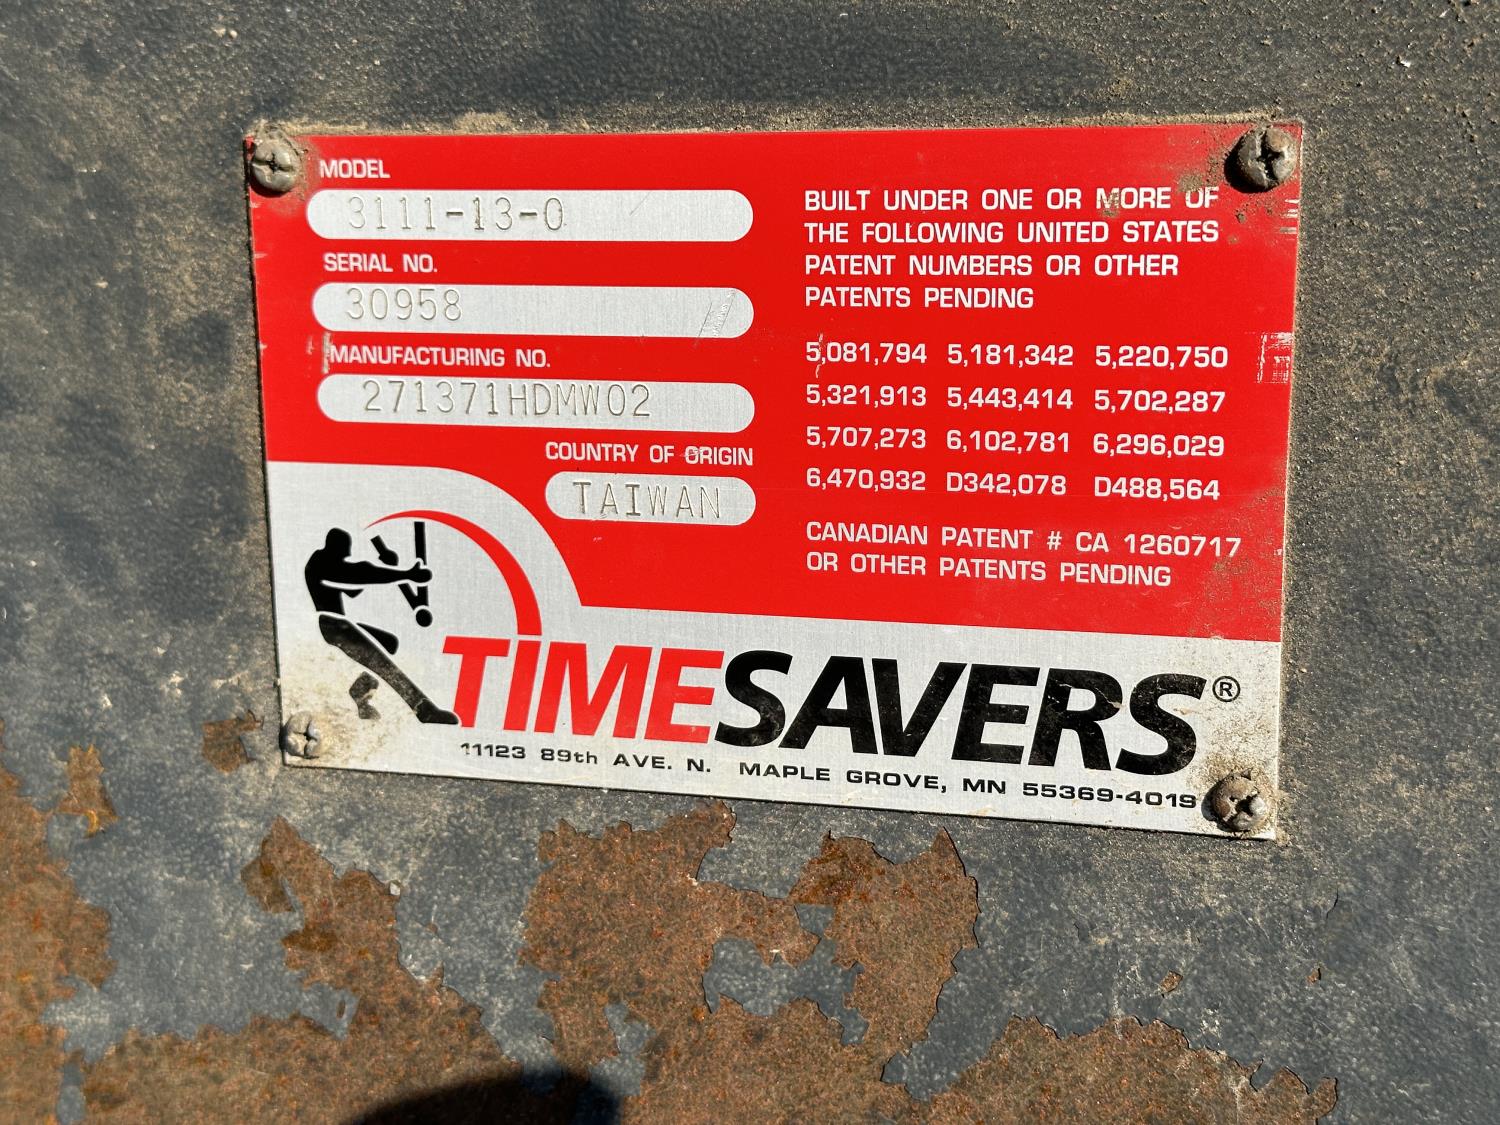 MODEL
3111-13-0
SERIAL NO.
30958
MANUFACTURING NO.
271371HDMW02
COUNTRY OF ORIGIN
TAIWAN
BUILT UNDER ONE OR MORE OF
THE FOLLOWING UNITED STATES
PATENT NUMBERS OR OTHER
PATENTS PENDING
5,081,794 5,181,342 5,220,750
5,321,913 5,443,414 5,702,287
5,707,273 6,102,781 6,296,029
6,470,932 D342,078 D488,564
CANADIAN PATENT # CA 1260717
OR OTHER PATENTS PENDING
TIMESAVERS®
11123 89th AVE. N. MAPLE GROVE, MN 55369-4019